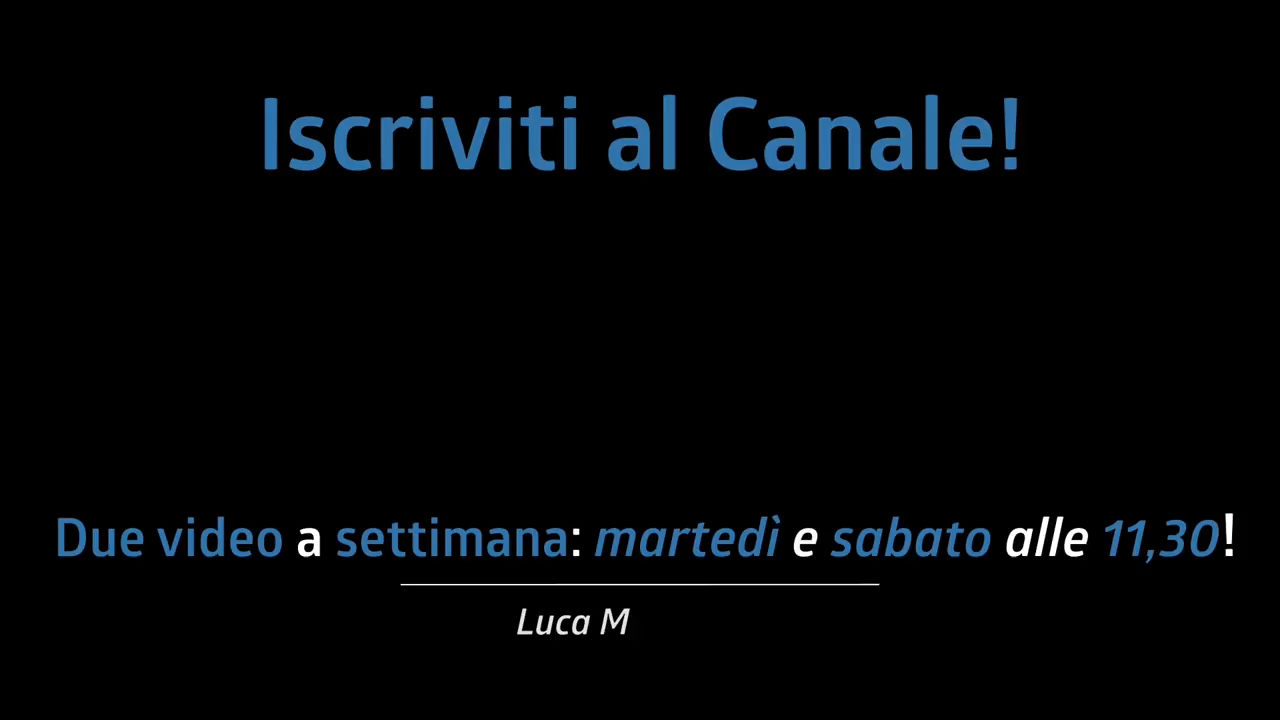 Iscriviti al Canale!
Due video a settimana: martedì e sabato alle 11,30!
Luca M